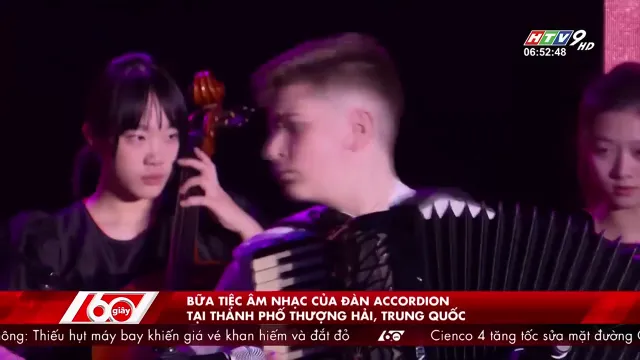 HTV9 HD
06:52:48
60 giây
BỮA TIỆC ÂM NHẠC CỦA ĐÀN ACCORDION
TẠI THÁNH PHỐ THƯỢNG HẢI, TRUNG QUỐC
ông: Thiếu hụt máy bay khiến giá vé khan hiếm và đắt đỏ
Cienco 4 tăng tốc sửa mặt đường